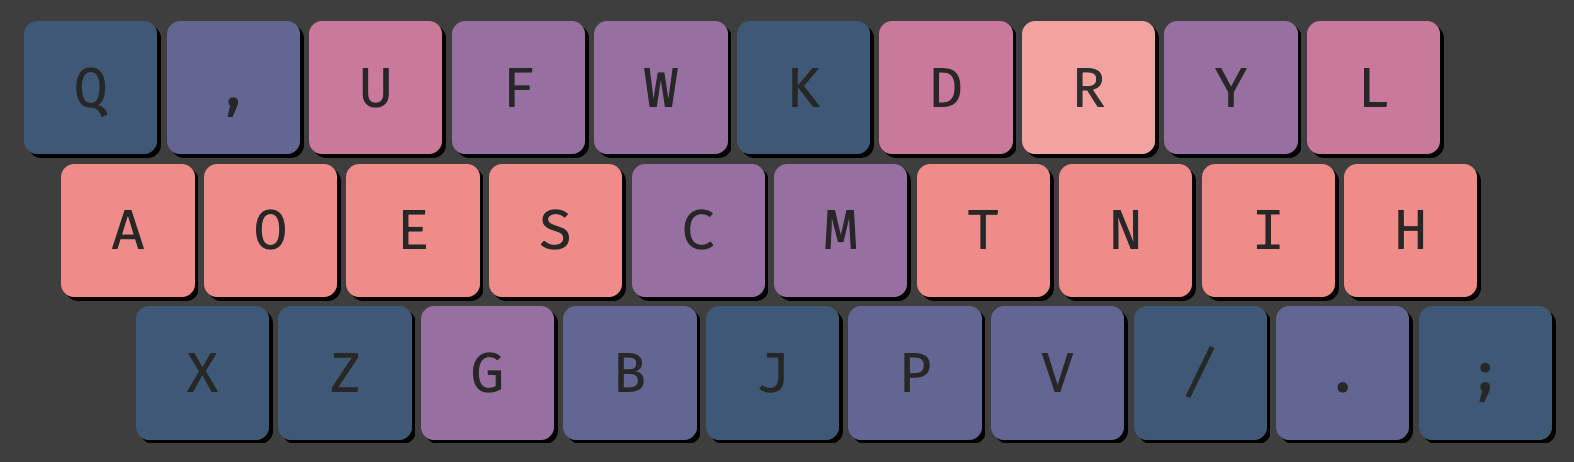 Q , U F W K D R Y L
A O E S C M T N I H
X Z G B J P V / . ;